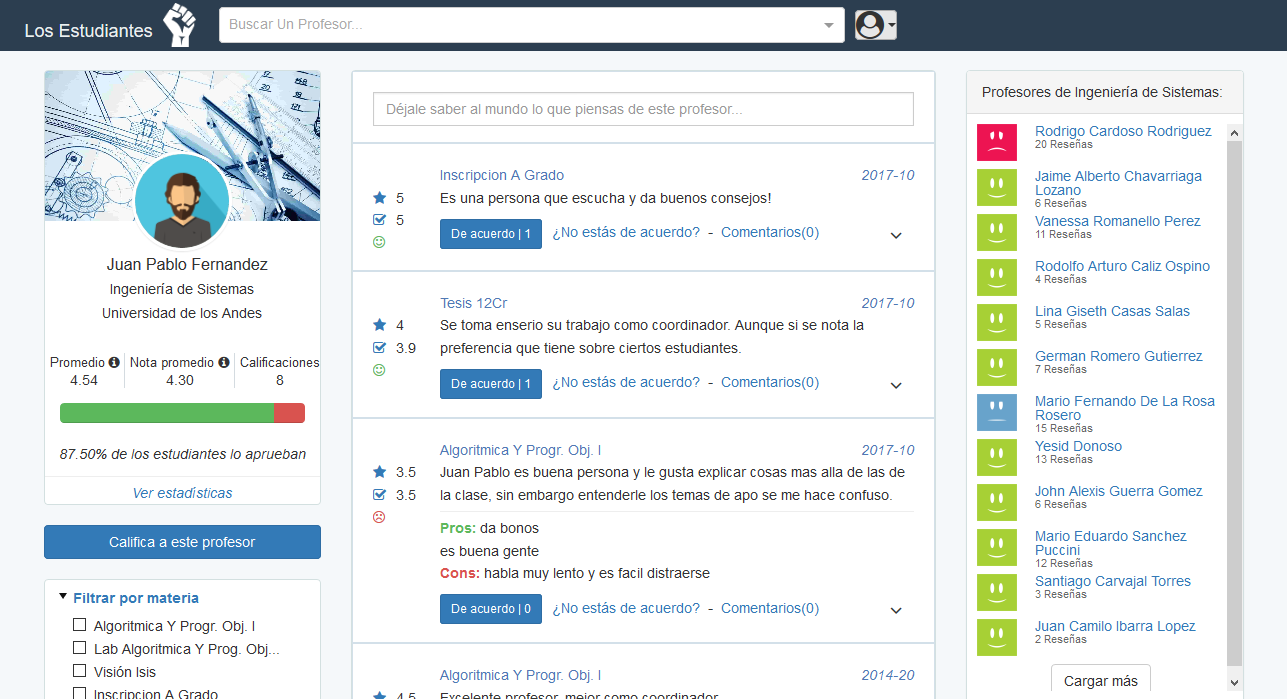 Los Estudiantes
Buscar Un Profesor...
Juan Pablo Fernandez
Ingeniería de Sistemas
Universidad de los Andes
Promedio Nota promedio Calificaciones
4.54 4.30 8
87.50% de los estudiantes lo aprueban
Ver estadísticas
Califica a este profesor
Filtrar por materia
Algoritmica Y Progr. Obj. I
Lab Algoritmica Y Prog. Obj...
Visión Isis
Inscripcion A Grado
Déjale saber al mundo lo que piensas de este profesor...
Inscripcion A Grado 2017-10
5 Es una persona que escucha y da buenos consejos!
5
De acuerdo | 1 ¿No estás de acuerdo? - Comentarios(0)
Tesis 12Cr 2017-10
4 Se toma enserio su trabajo como coordinador. Aunque si se nota la
3.9 preferencia que tiene sobre ciertos estudiantes.
De acuerdo | 1 ¿No estás de acuerdo? - Comentarios(0)
Algoritmica Y Progr. Obj. I 2017-10
3.5 Juan Pablo es buena persona y le gusta explicar cosas mas alla de las de
3.5 la clase, sin embargo entenderle los temas de apo se me hace confuso.
Pros: da bonos
es buena gente
Cons: habla muy lento y es facil distraerse
De acuerdo | 0 ¿No estás de acuerdo? - Comentarios(0)
Algoritmica Y Progr. Obj. I 2014-20
4.5 Excelente profesor, mejor como coordinador
Profesores de Ingeniería de Sistemas:
Rodrigo Cardoso Rodriguez
20 Reseñas
Jaime Alberto Chavarriaga
Lozano
6 Reseñas
Vanessa Romanello Perez
11 Reseñas
Rodolfo Arturo Caliz Ospino
4 Reseñas
Lina Giseth Casas Salas
5 Reseñas
German Romero Gutierrez
7 Reseñas
Mario Fernando De La Rosa
Rosero
15 Reseñas
Yesid Donoso
13 Reseñas
John Alexis Guerra Gomez
6 Reseñas
Mario Eduardo Sanchez
Puccini
12 Reseñas
Santiago Carvajal Torres
3 Reseñas
Juan Camilo Ibarra Lopez
2 Reseñas
Cargar más